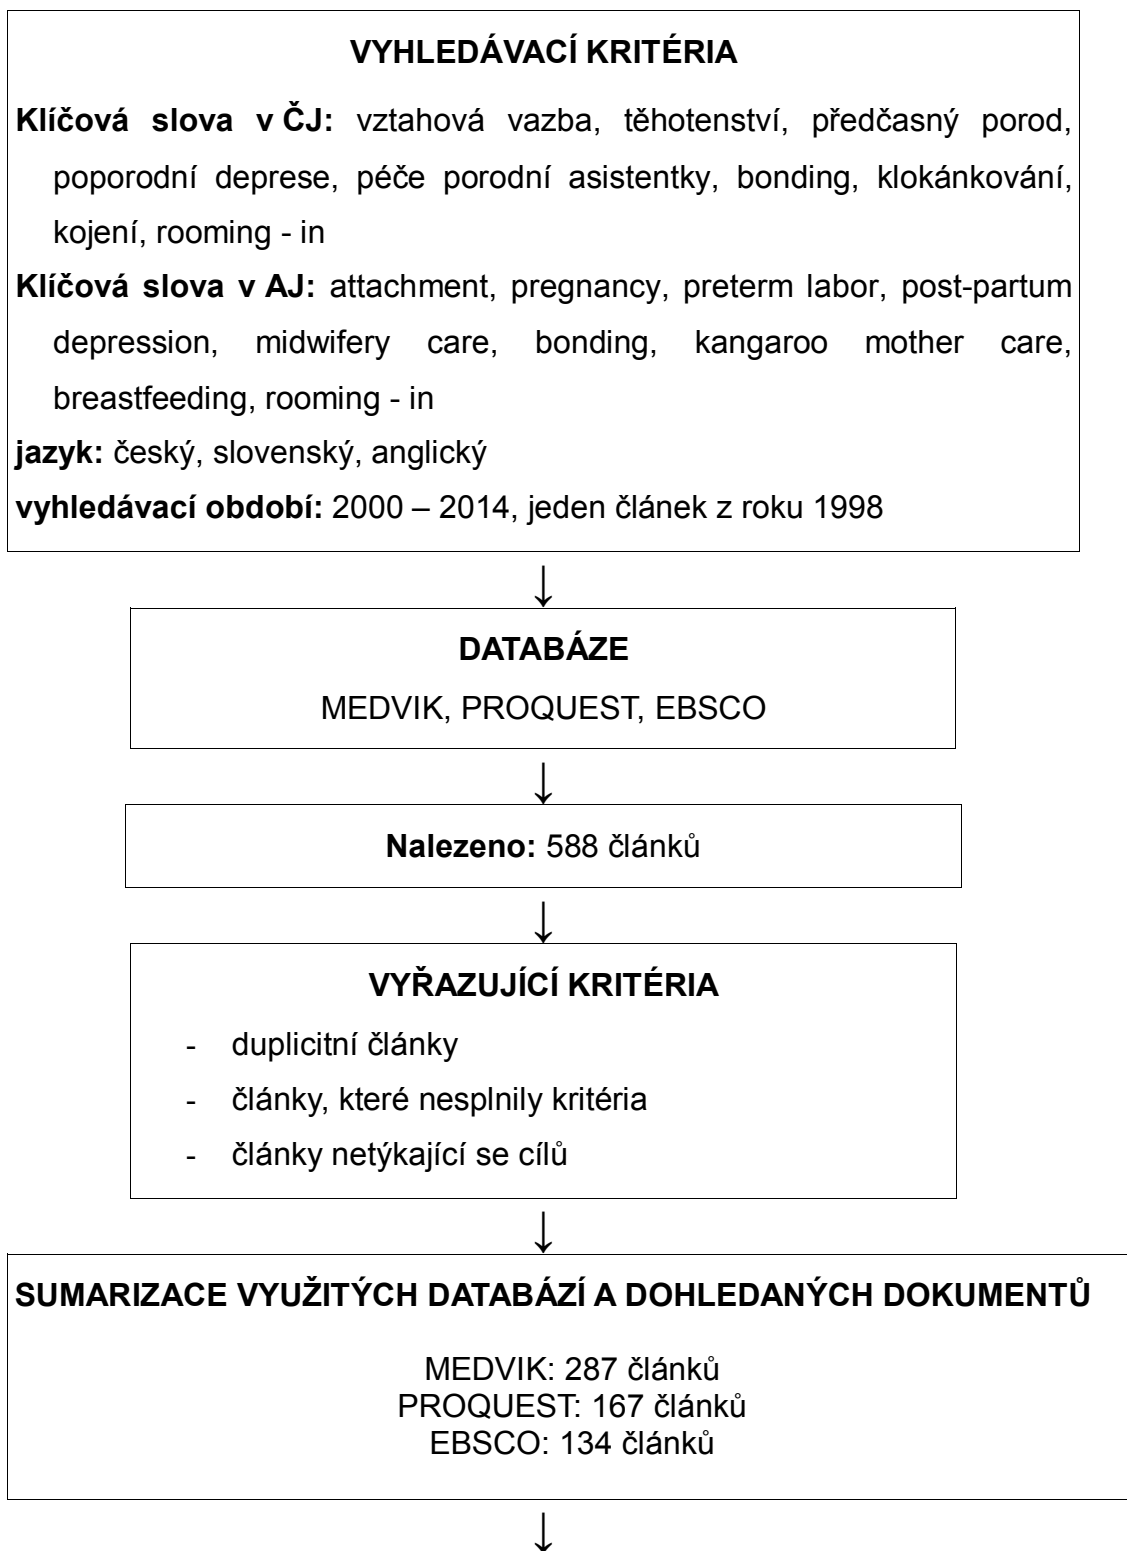 VYHLEDÁVACÍ KRITÉRIA
Klíčová slova v ČJ: vztahová vazba, těhotenství, předčasný porod,
poporodní deprese, péče porodní asistentky, bonding, klokánkování,
kojení, rooming - in
Klíčová slova v AJ: attachment, pregnancy, preterm labor, post-partum
depression, midwifery care, bonding, kangaroo mother care,
breastfeeding, rooming - in
jazyk: český, slovenský, anglický
vyhledávací období: 2000 – 2014, jeden článek z roku 1998
↓
DATABÁZE
MEDVIK, PROQUEST, EBSCO
↓
Nalezeno: 588 článků
↓
VYŘAZUJÍCÍ KRITÉRIA
- duplicitní články
- články, které nesplnily kritéria
- články netýkající se cílů
↓
SUMARIZACE VYUŽITÝCH DATABÁZÍ A DOHLEDANÝCH DOKUMENTŮ
MEDVIK: 287 článků
PROQUEST: 167 článků
EBSCO: 134 článků
↓